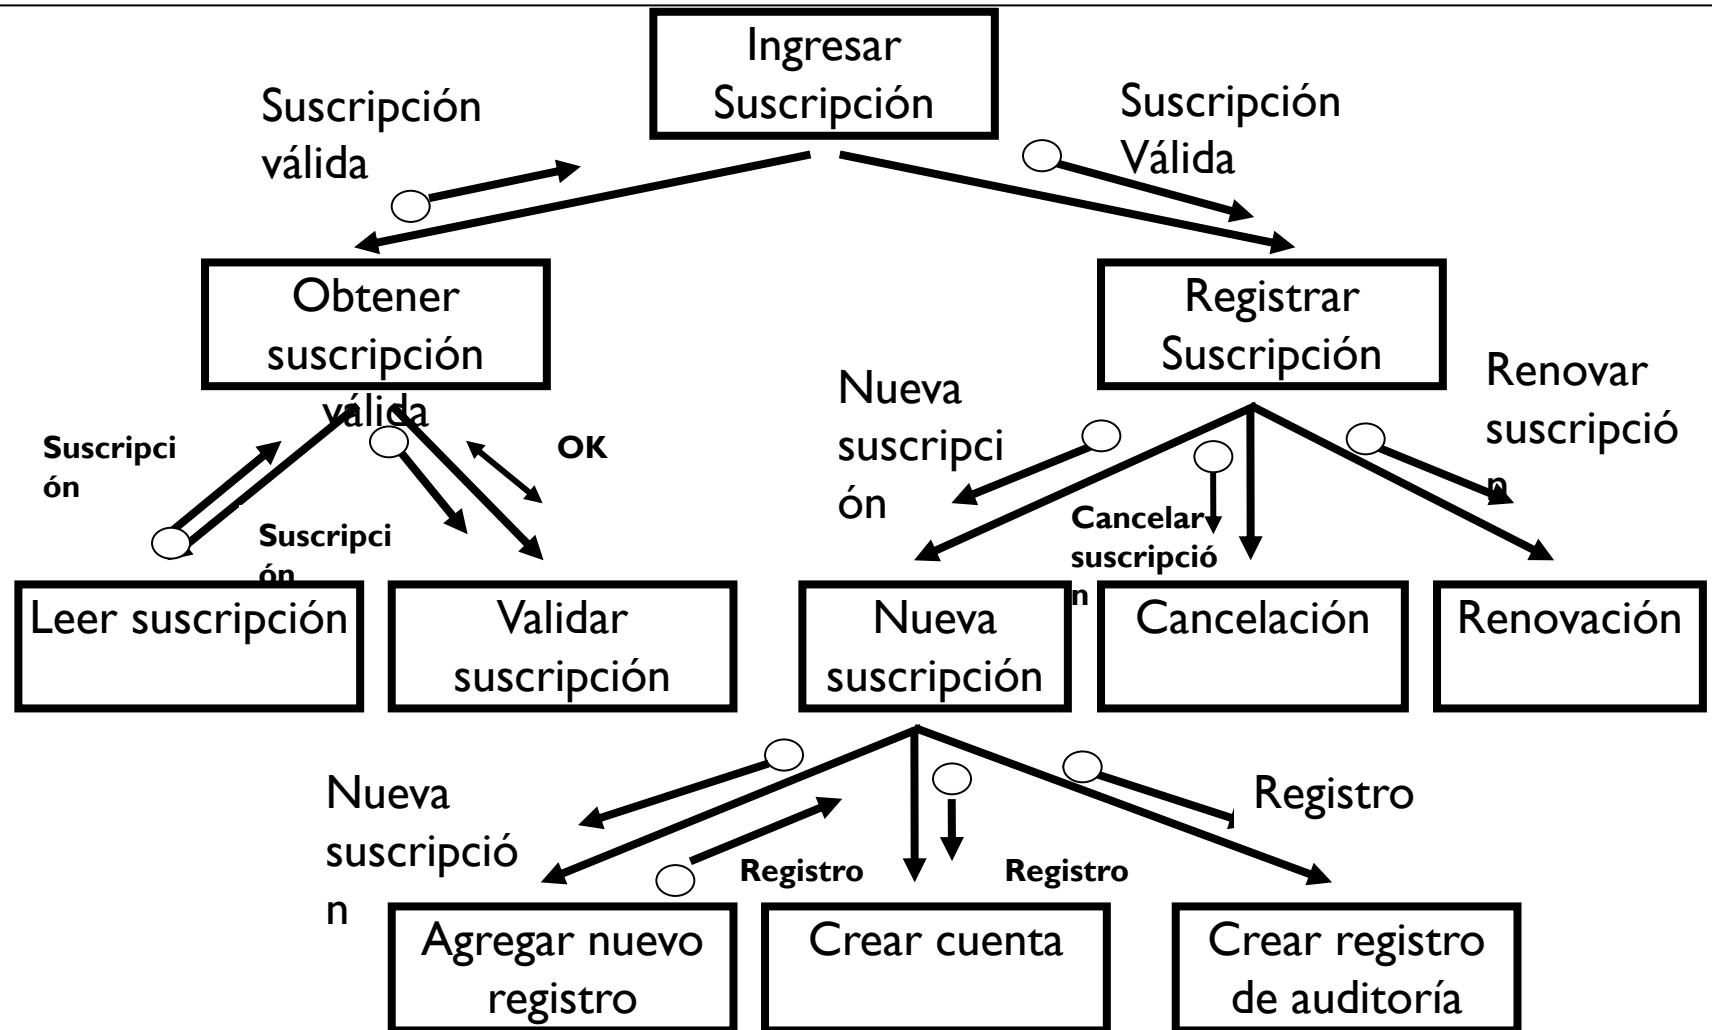 Ingresar
Suscripción
Suscripción
válida
Suscripción
Válida
Obtener
suscripción
válida
Registrar
Suscripción
Nueva
suscripci
ón
Renovar
suscripció
n
Suscripci
ón
OK
Suscripci
ón
Cancelar
suscripció
n
Leer suscripción
Validar
suscripción
Nueva
suscripción
Cancelación
Renovación
Nueva
suscripció
n
Registro
Registro
Registro
Agregar nuevo
registro
Crear cuenta
Crear registro
de auditoría